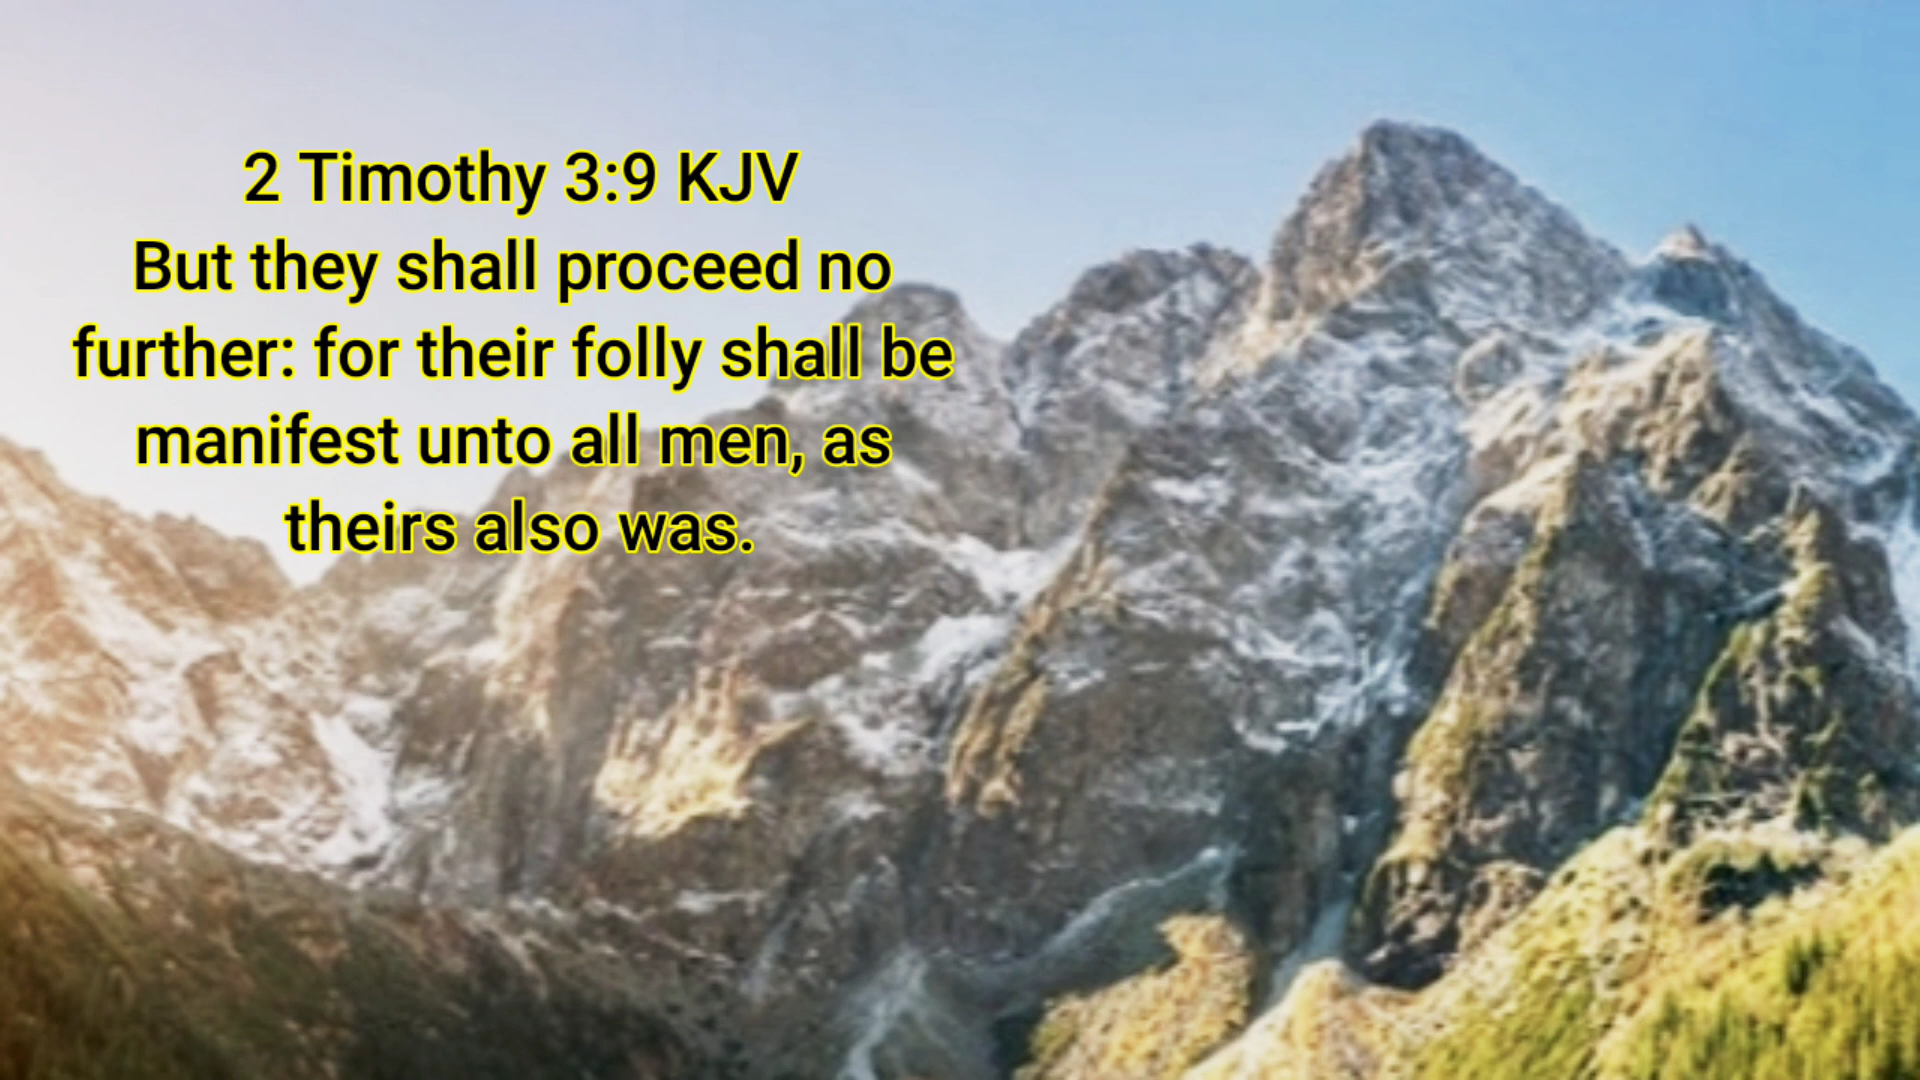 2 Timothy 3:9 KJV
But they shall proceed no
further: for their folly shall be
manifest unto all men, as
theirs also was.